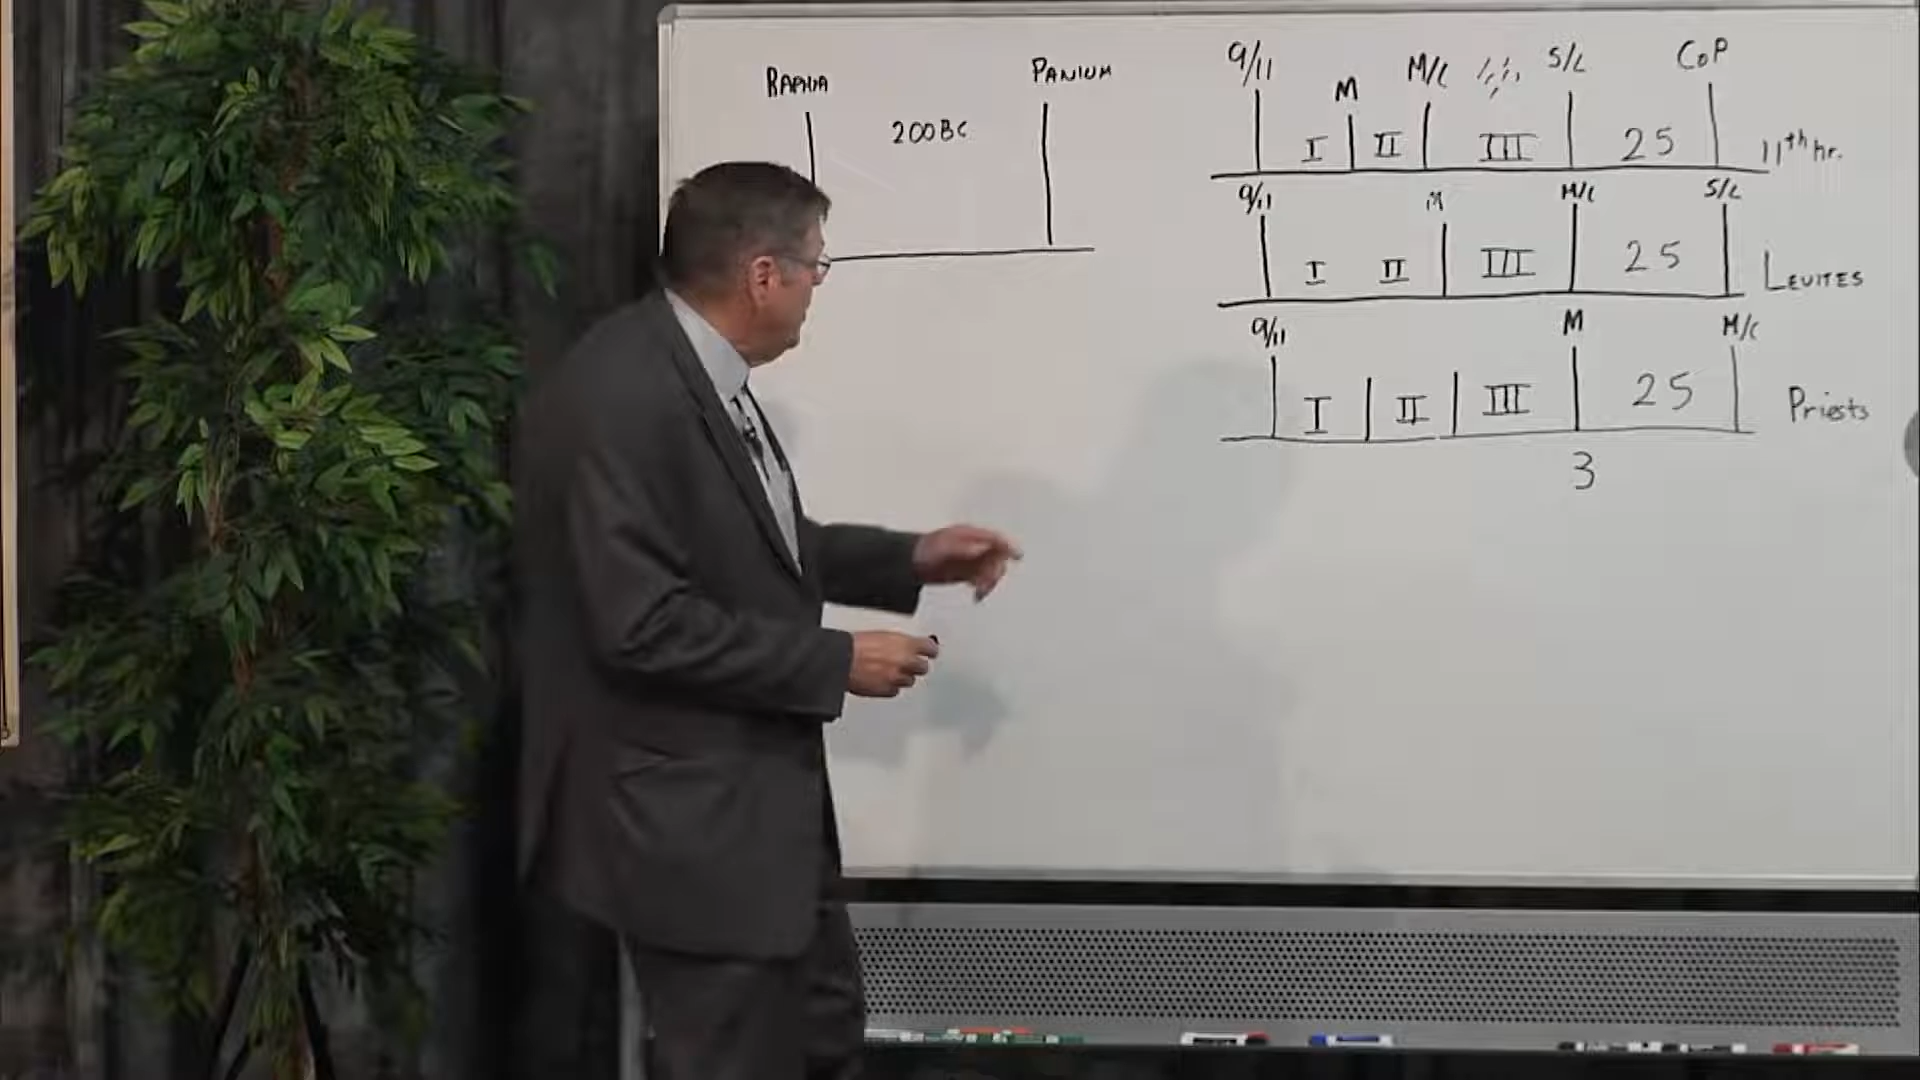 RAPHIA PANIUM
200BC
9/11 M M/C S/L COP
I II III 25 11th hr.
9/11 M M/C S/L
I II III 25 LEVITES
9/11 M M/C
I II III 25 Priests
3